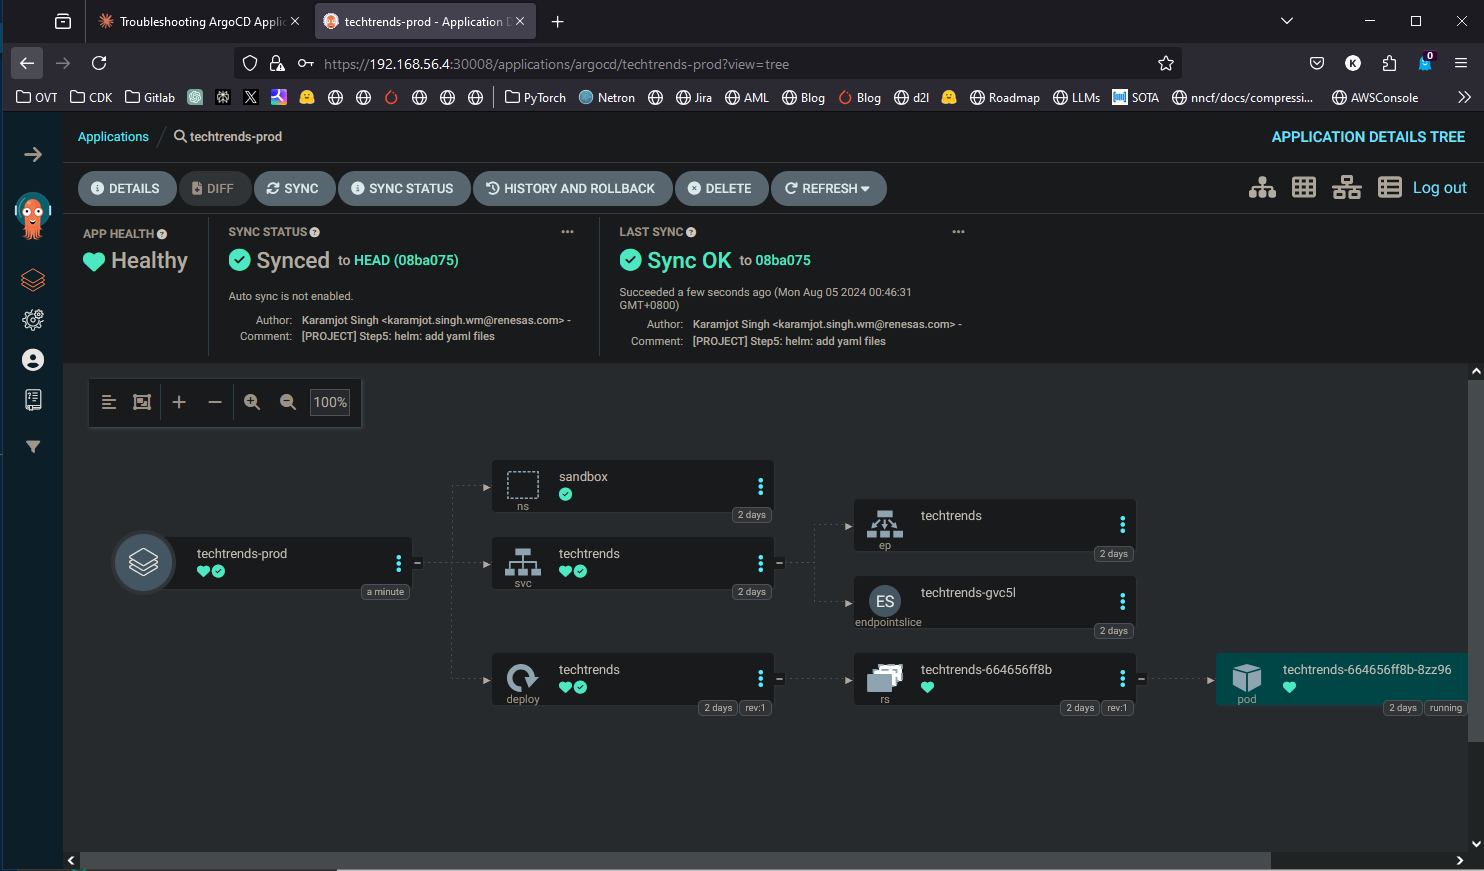 Troubleshooting ArgoCD Applic
techtrends-prod - Application D
https://192.168.56.4:30008/applications/argocd/techtrends-prod?view=tree
K
0
OVT
CDK
Gitlab
PyTorch
Netron
Jira
AML
Blog
Blog
d2l
Roadmap
LLMs
SOTA
nncf/docs/compressi...
AWSConsole
Applications
techtrends-prod
APPLICATION DETAILS TREE
DETAILS
DIFF
SYNC
SYNC STATUS
HISTORY AND ROLLBACK
DELETE
REFRESH
Log out
APP HEALTH
Healthy
SYNC STATUS
Synced to HEAD (08ba075)
Auto sync is not enabled.
Author: Karamjot Singh <karamjot.singh.wm@renesas.com> -
Comment: [PROJECT] Step5: helm: add yaml files
LAST SYNC
Sync OK to 08ba075
Succeeded a few seconds ago (Mon Aug 05 2024 00:46:31
GMT+0800)
Author: Karamjot Singh <karamjot.singh.wm@renesas.com> -
Comment: [PROJECT] Step5: helm: add yaml files
100%
techtrends-prod
a minute
sandbox
ns
2 days
techtrends
svc
2 days
techtrends
deploy
2 days
rev:1
techtrends
ep
2 days
ES
techtrends-gvc5l
endpointslice
2 days
techtrends-664656ff8b
rs
2 days
rev:1
techtrends-664656ff8b-8zz96
pod
2 days
running